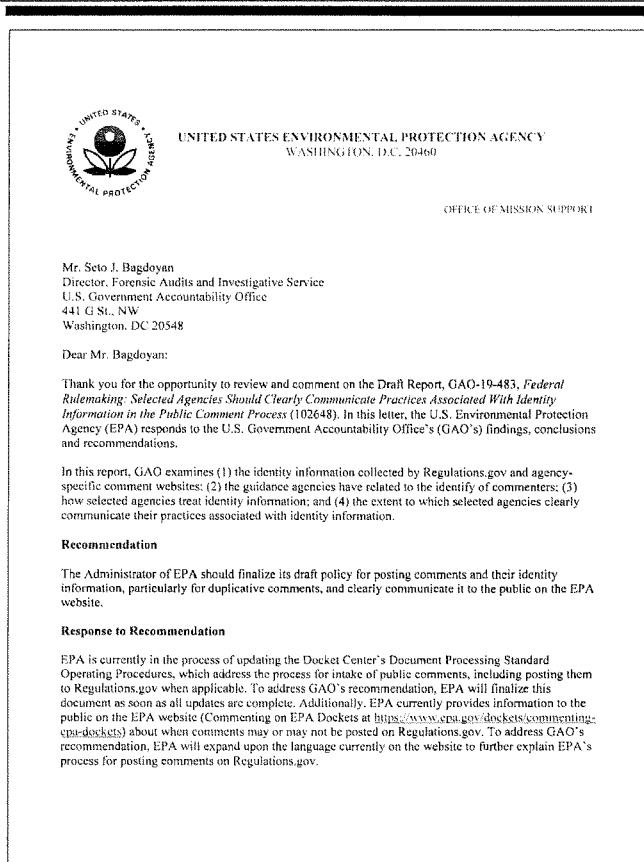 UNITED STATES ENVIRONMENTAL PROTECTION AGENCY
UNITED STATES ENVIRONMENTAL PROTECTION AGENCY
WASHINGTON, D.C. 20460
OFFICE OF MISSION SUPPORT
Mr. Seto J. Bagdoyan
Director, Forensic Audits and Investigative Service
U.S. Government Accountability Office
441 G St., NW
Washington, DC 20548
Dear Mr. Bagdoyan:
Thank you for the opportunity to review and comment on the Draft Report, GAO-19-483, Federal
Rulemaking: Selected Agencies Should Clearly Communicate Practices Associated With Identity
Information in the Public Comment Process (102648). In this letter, the U.S. Environmental Protection
Agency (EPA) responds to the U.S. Government Accountability Office's (GAO's) findings, conclusions
and recommendations.
In this report, GAO examines (1) the identity information collected by Regulations.gov and agency-
specific comment websites; (2) the guidance agencies have related to the identify of commenters; (3)
how selected agencies treat identity information; and (4) the extent to which selected agencies clearly
communicate their practices associated with identity information.
Recommendation
The Administrator of EPA should finalize its draft policy for posting comments and their identity
information, particularly for duplicative comments, and clearly communicate it to the public on the EPA
website.
Response to Recommendation
EPA is currently in the process of updating the Docket Center's Document Processing Standard
Operating Procedures, which address the process for intake of public comments, including posting them
to Regulations.gov when applicable. To address GAO's recommendation, EPA will finalize this
document as soon as all updates are complete. Additionally, EPA currently provides information to the
public on the EPA website (Commenting on EPA Dockets at https://www.epa.gov/dockets/commenting-
epa-dockets) about when comments may or may not be posted on Regulations.gov. To address GAO's
recommendation, EPA will expand upon the language currently on the website to further explain EPA's
process for posting comments on Regulations.gov.